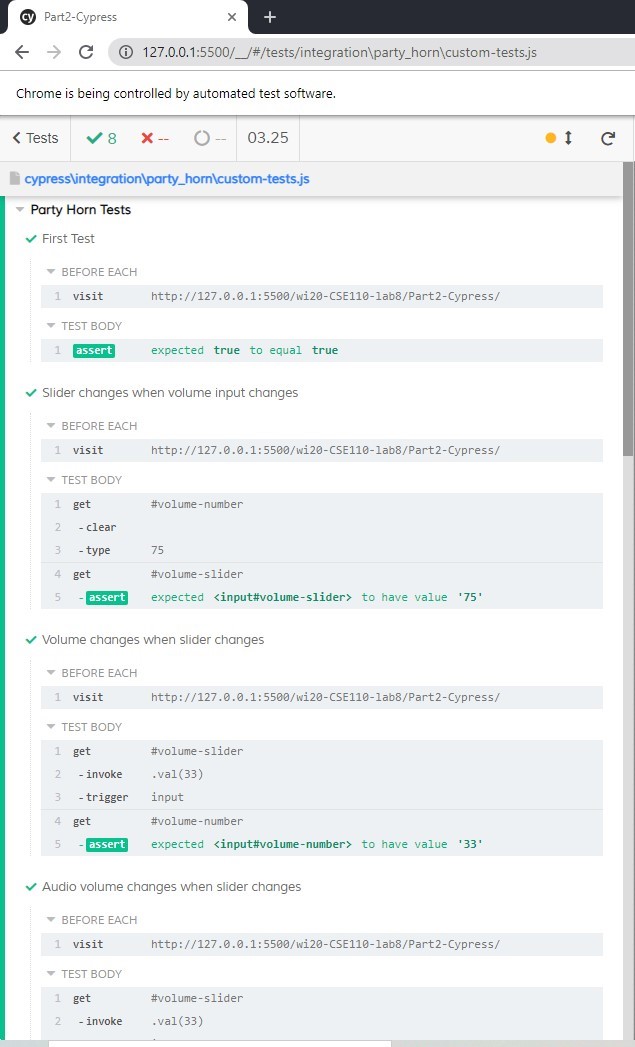 cy Part2-Cypress
127.0.0.1:5500/__/#/tests/integration\party_horn\custom-tests.js
Chrome is being controlled by automated test software.
Tests 8 -- -- 03.25
cypress\integration\party_horn\custom-tests.js
Party Horn Tests
First Test
BEFORE EACH
1 visit http://127.0.0.1:5500/wi20-CSE110-lab8/Part2-Cypress/
TEST BODY
1 assert expected true to equal true
Slider changes when volume input changes
BEFORE EACH
1 visit http://127.0.0.1:5500/wi20-CSE110-lab8/Part2-Cypress/
TEST BODY
1 get #volume-number
2 -clear
3 -type 75
4 get #volume-slider
5 -assert expected <input#volume-slider> to have value '75'
Volume changes when slider changes
BEFORE EACH
1 visit http://127.0.0.1:5500/wi20-CSE110-lab8/Part2-Cypress/
TEST BODY
1 get #volume-slider
2 -invoke .val(33)
3 -trigger input
4 get #volume-number
5 -assert expected <input#volume-number> to have value '33'
Audio volume changes when slider changes
BEFORE EACH
1 visit http://127.0.0.1:5500/wi20-CSE110-lab8/Part2-Cypress/
TEST BODY
1 get #volume-slider
2 -invoke .val(33)